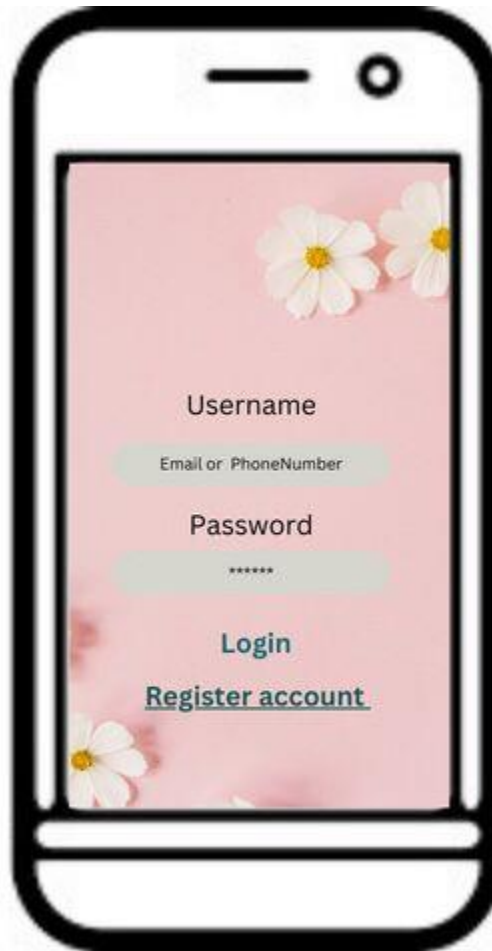 Username
Email or PhoneNumber
Password
******
Login
Register account